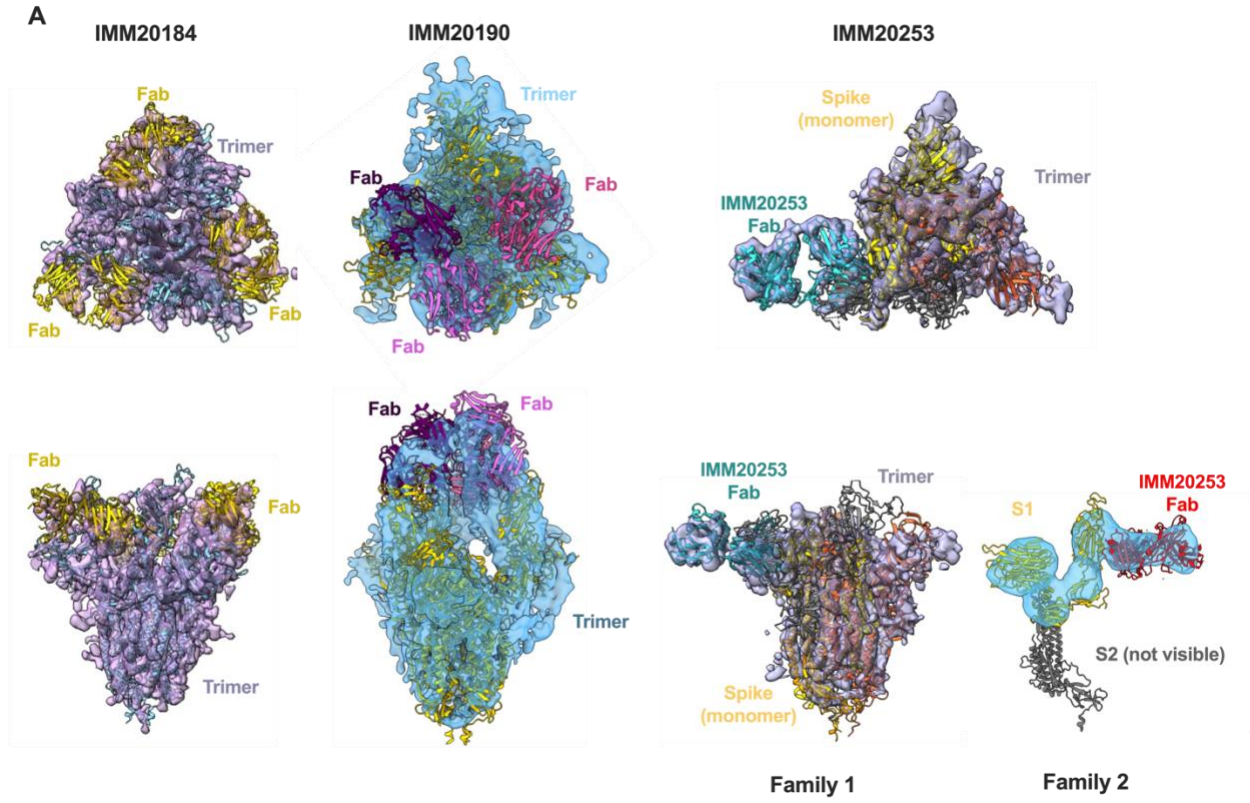 A
IMM20184
IMM20190
IMM20253
Fab
Trimer
Fab
Fab
Trimer
Fab
Fab
Fab
Spike
(monomer)
Trimer
IMM20253
Fab
Fab
Fab
Trimer
Fab
Fab
Trimer
IMM20253
Fab
Trimer
Spike
(monomer)
S1
IMM20253
Fab
S2 (not visible)
Family 1
Family 2